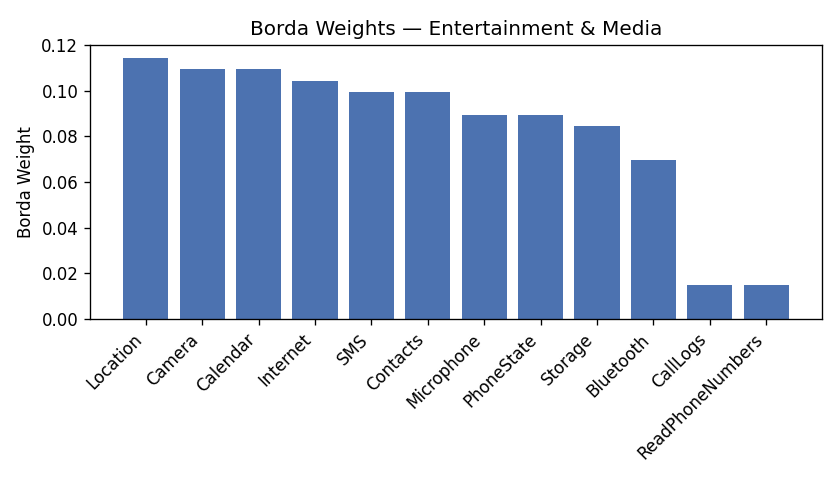 Borda Weights — Entertainment & Media
Borda Weight
0.12
0.10
0.08
0.06
0.04
0.02
0.00
Location
Camera
Calendar
Internet
SMS
Contacts
Microphone
PhoneState
Storage
Bluetooth
CallLogs
ReadPhoneNumbers